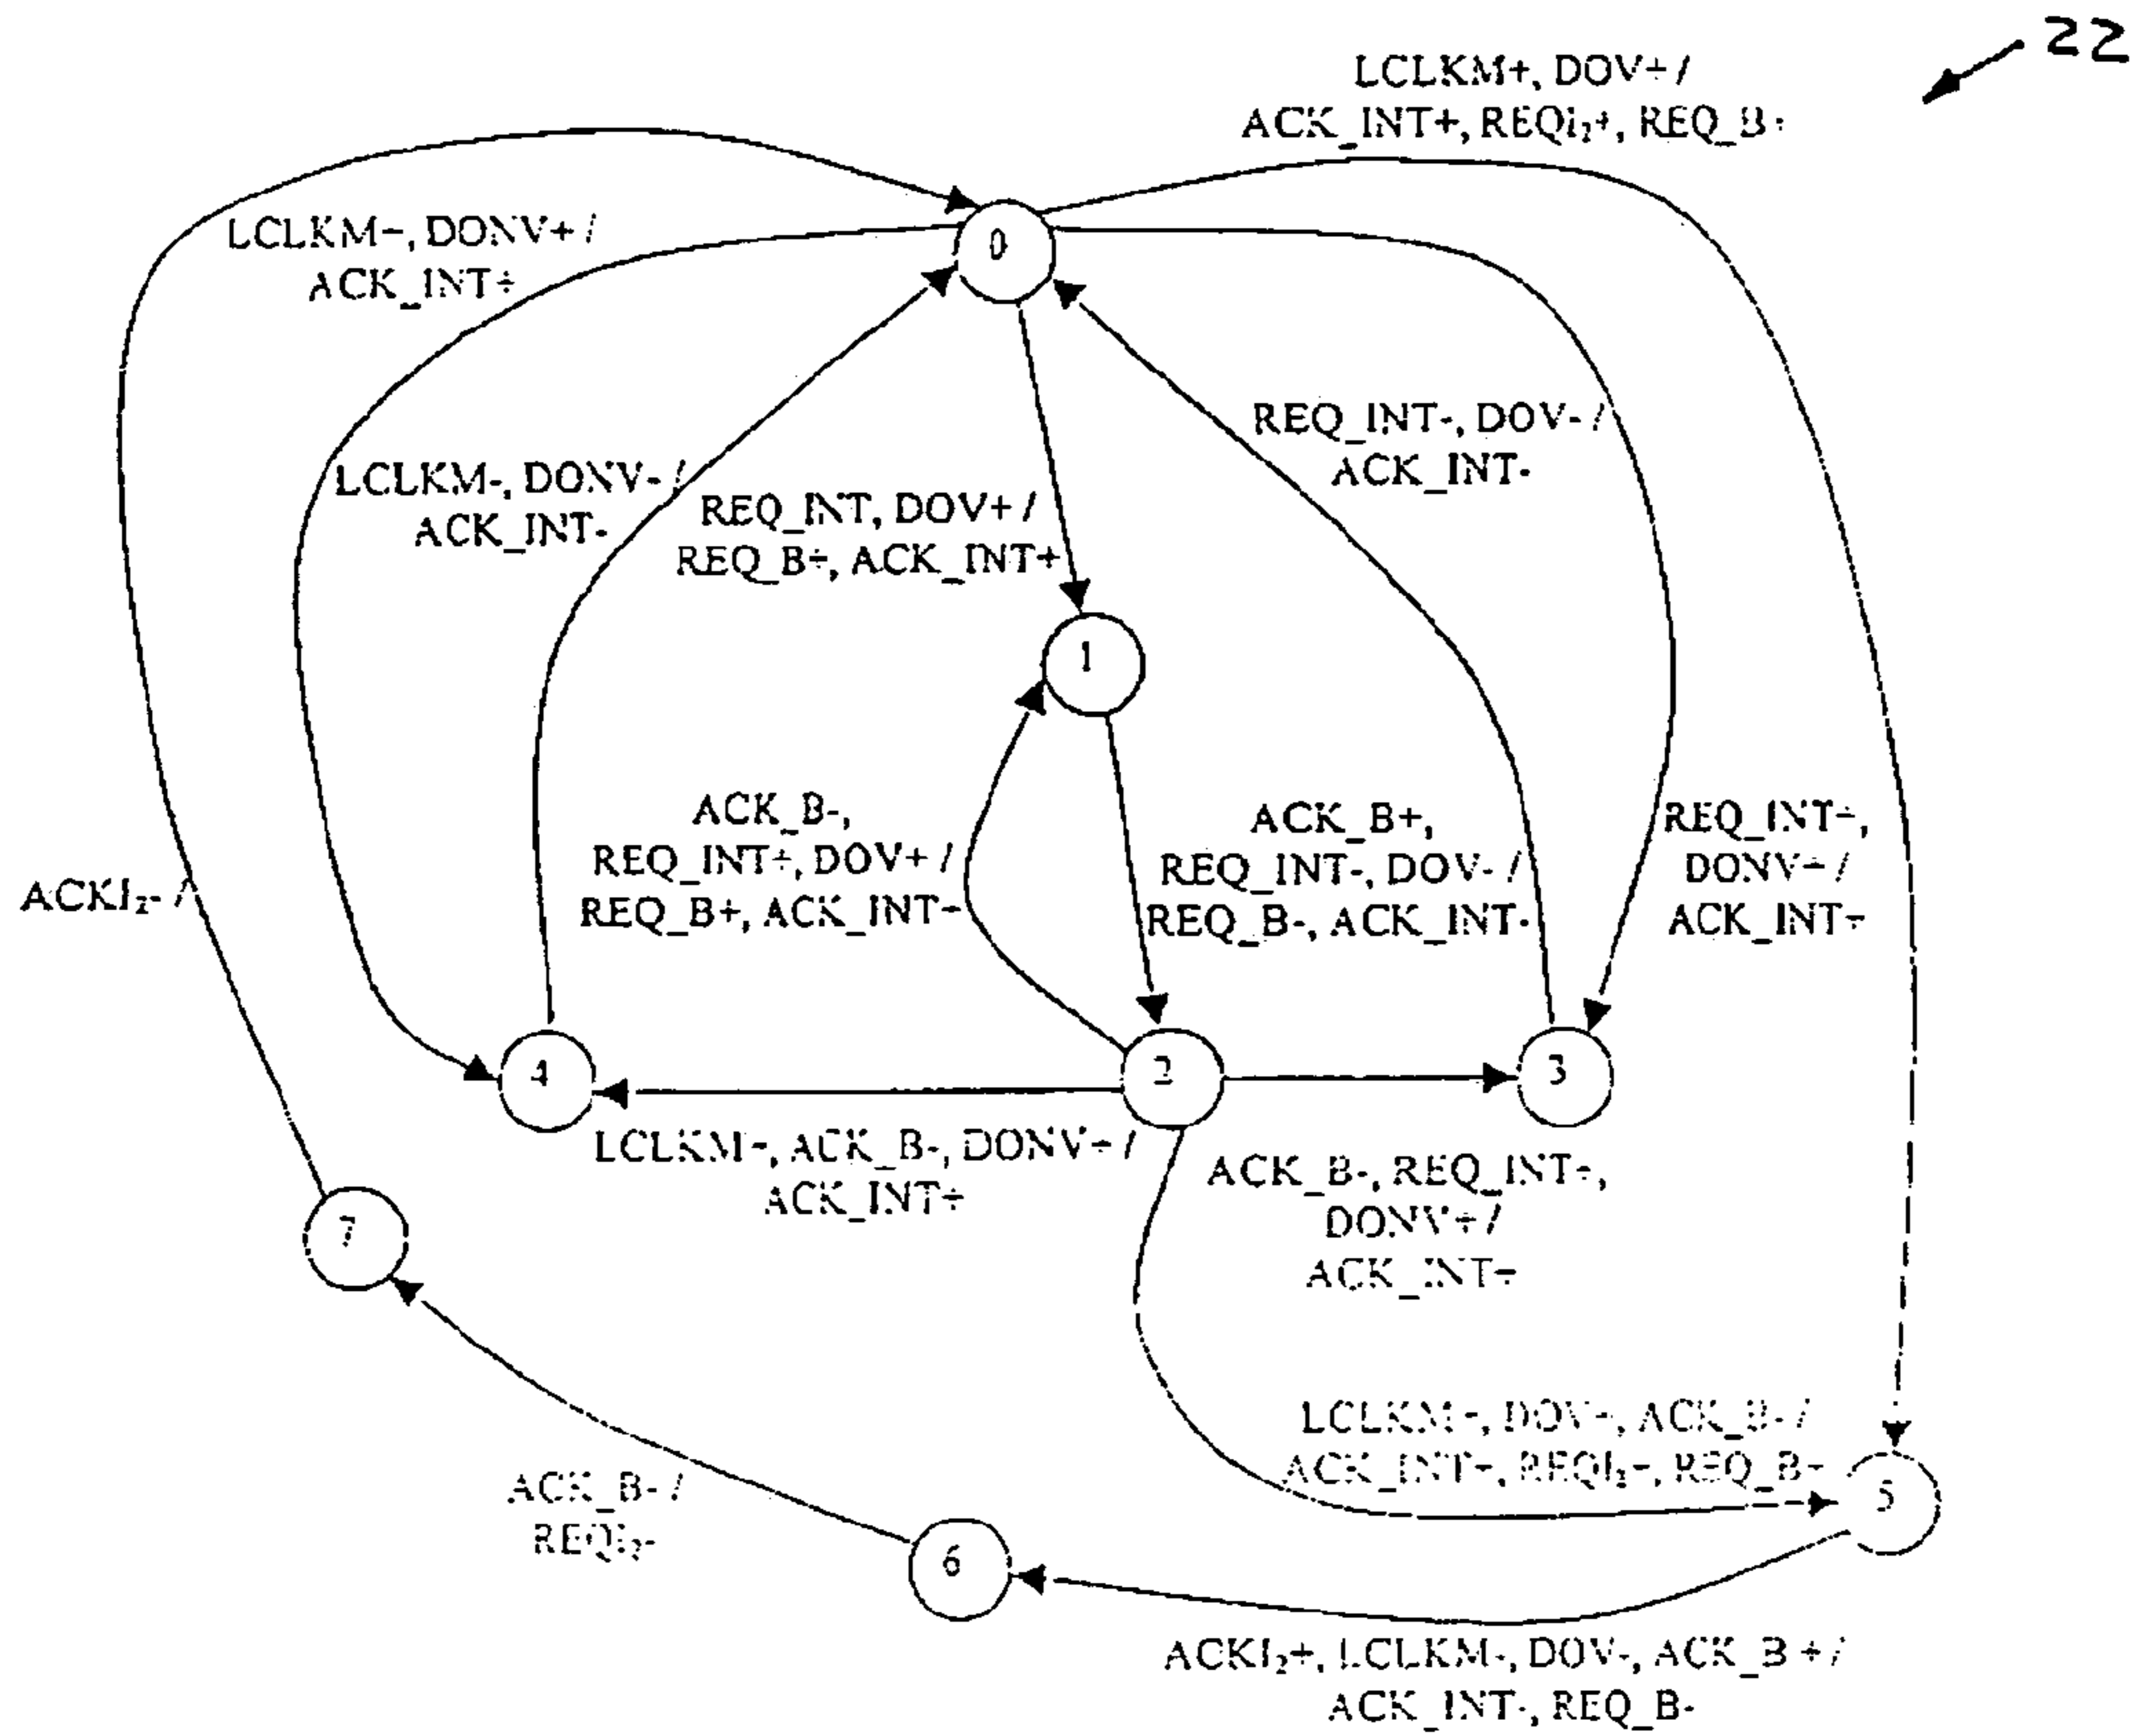 22
LCLKM+, DOV+ /
ACK_INT+, REQI₂+, REQ_B+
LCLKM+, DONV+ /
ACK_INT+
0
REQ_INT-, DOV- /
ACK_INT-
LCLKM-, DONV- /
ACK_INT-
REQ_INT, DOV+ /
REQ_B+, ACK_INT+
1
ACK_B-,
REQ_INT+, DOV+ /
REQ_B+, ACK_INT+
ACK_B+,
REQ_INT-, DOV- /
REQ_B-, ACK_INT-
REQ_INT+,
DONV+ /
ACK_INT+
ACKI₂- /
4
2
3
LCLKM+, ACK_B-, DONV+ /
ACK_INT+
ACK_B-, REQ_INT+,
DONV+ /
ACK_INT+
7
LCLKM+, DOV+, ACK_B- /
ACK_INT+, REQI₂+, REQ_B+
5
ACK_B- /
REQI₂-
6
ACKI₂+, LCLKM-, DOV-, ACK_B + /
ACK_INT-, REQ_B-